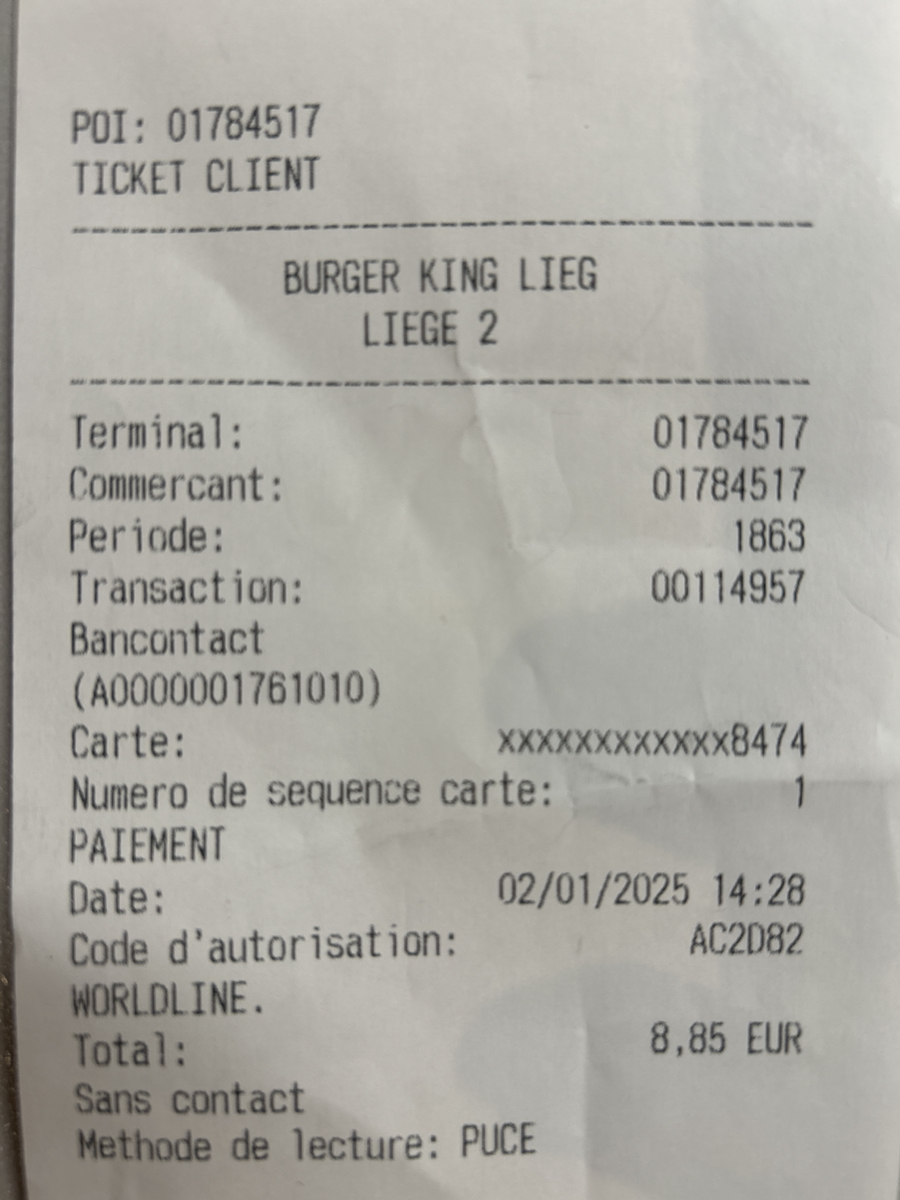 POI: 01784517
TICKET CLIENT
--------------------------------------
BURGER KING LIEG
LIEGE 2
--------------------------------------
Terminal: 01784517
Commercant: 01784517
Periode: 1863
Transaction: 00114957
Bancontact
(A0000001761010)
Carte: xxxxxxxxxxxx8474
Numero de sequence carte: 1
PAIEMENT
Date: 02/01/2025 14:28
Code d'autorisation: AC2D82
WORLDLINE.
Total: 8,85 EUR
Sans contact
Methode de lecture: PUCE